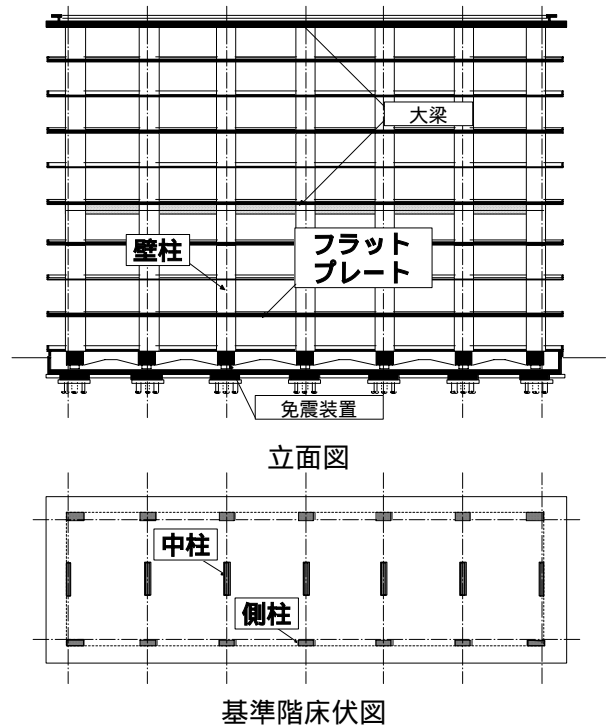 大梁
壁柱
フラット
プレート
免震装置
立面図
中柱
側柱
基準階床伏図